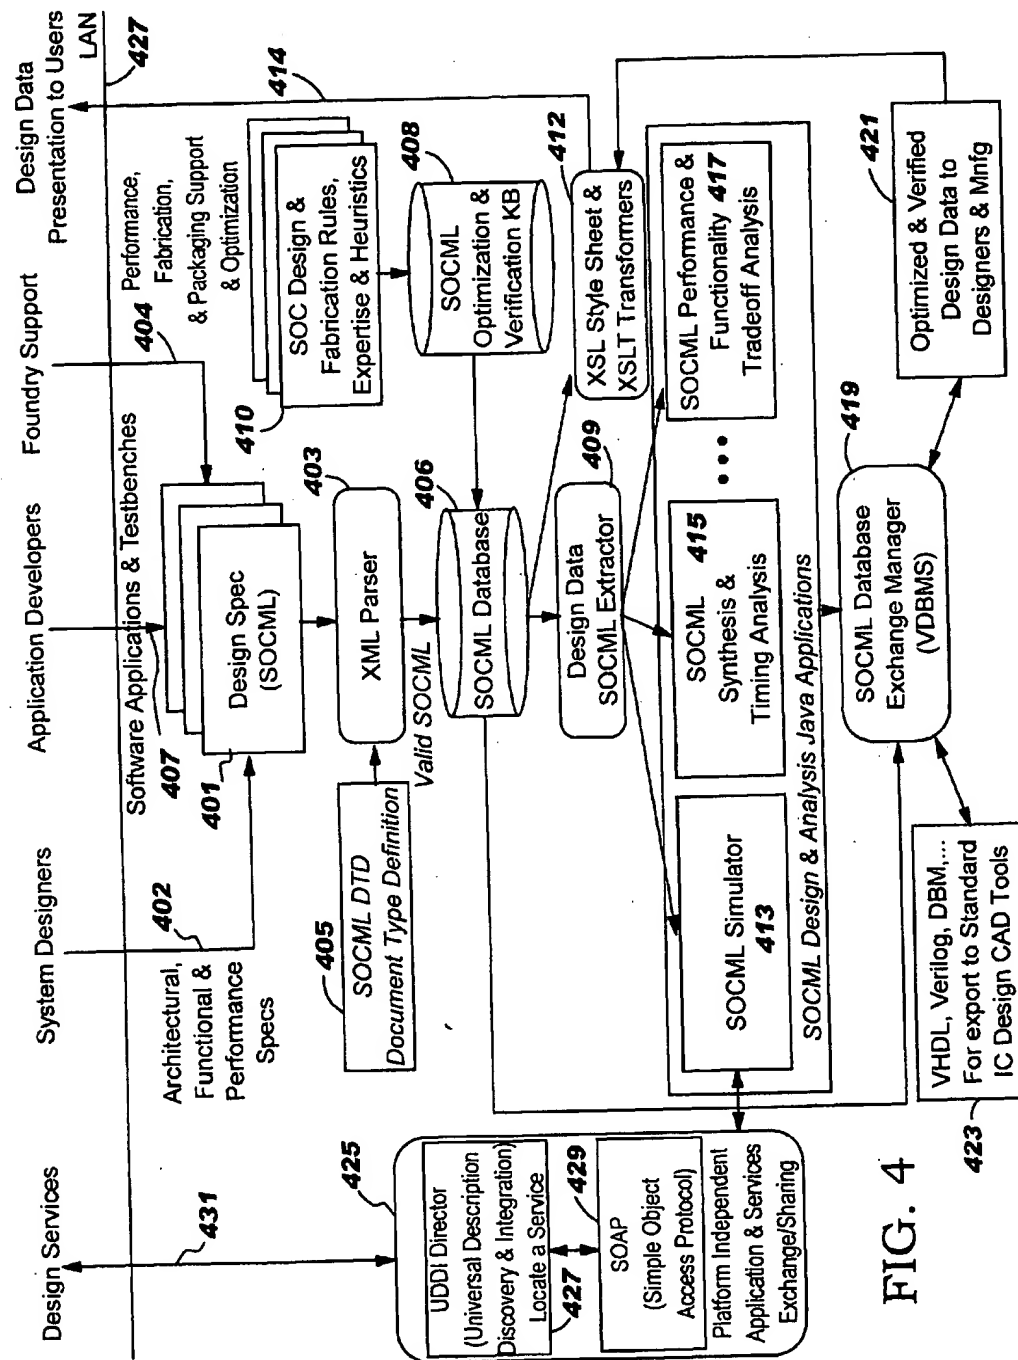 Design Services
System Designers
Application Developers
Foundry Support
Design Data
Presentation to Users
LAN
427
431
402
Architectural,
Functional &
Performance
Specs
Software Applications & Testbenches
407
404
Performance,
Fabrication,
& Packaging Support
& Optimization
414
401
Design Spec
(SOCML)
410
SOC Design &
Fabrication Rules,
Expertise & Heuristics
405
SOCML DTD
Document Type Definition
XML Parser
403
Valid SOCML
406
SOCML Database
408
SOCML
Optimization &
Verification KB
425
UDDI Director
(Universal Description
Discovery & Integration)
Locate a Service
427
429
SOAP
(Simple Object
Access Protocol)
Platform Independent
Application & Services
Exchange/Sharing
Design Data
SOCML Extractor
409
412
XSL Style Sheet &
XSLT Transformers
SOCML Simulator
413
SOCML
415
Synthesis &
Timing Analysis
•••
SOCML Performance &
Functionality 417
Tradeoff Analysis
SOCML Design & Analysis Java Applications
423
VHDL, Verilog, DBM,...
For export to Standard
IC Design CAD Tools
SOCML Database
Exchange Manager
(VDBMS)
419
421
Optimized & Verified
Design Data to
Designers & Mnfg
FIG. 4